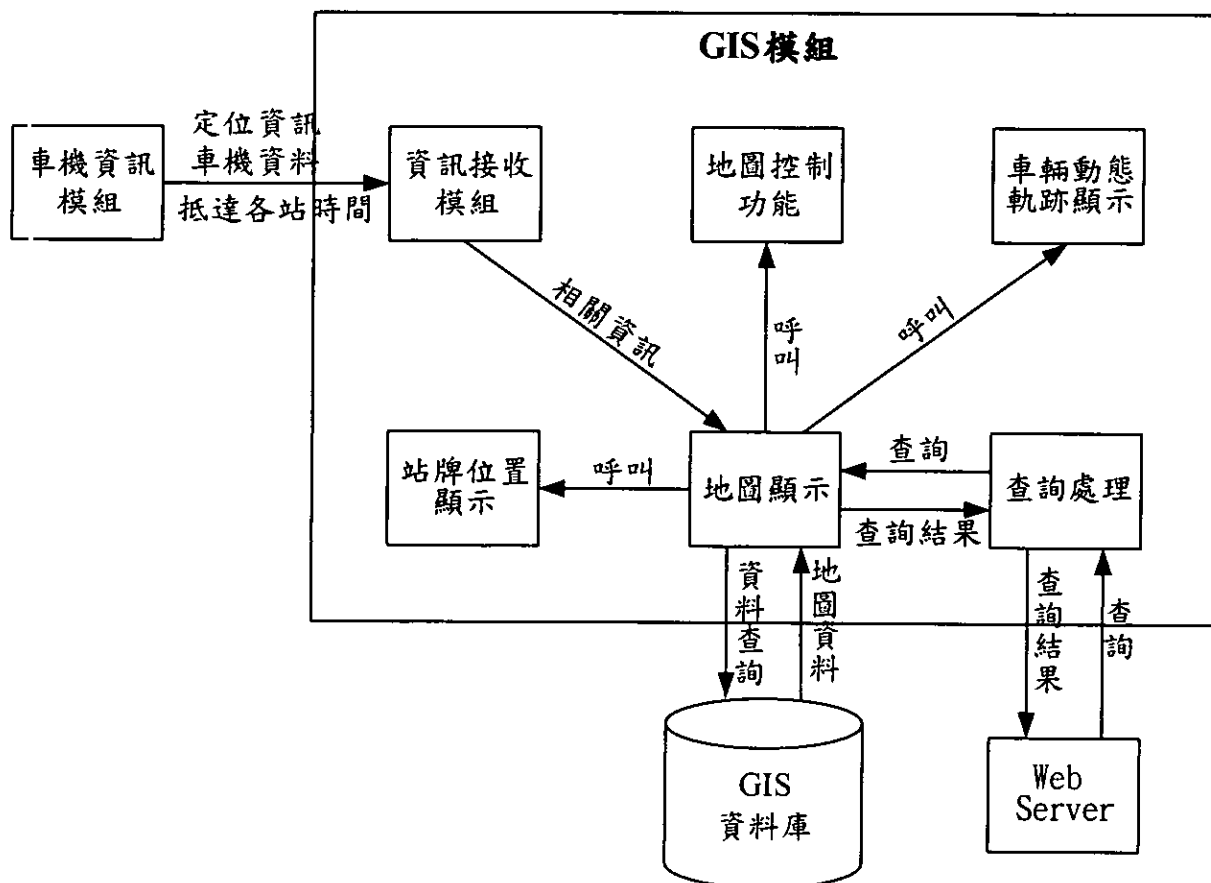 GIS模組
定位資訊
車機資料
抵達各站時間
車機資訊
模組
資訊接收
模組
地圖控制
功能
車輛動態
軌跡顯示
相關資訊
呼叫
呼叫
站牌位置
顯示
呼叫
地圖顯示
查詢
查詢結果
查詢處理
資料查詢
地圖資料
查詢結果
查詢
GIS
資料庫
Web
Server